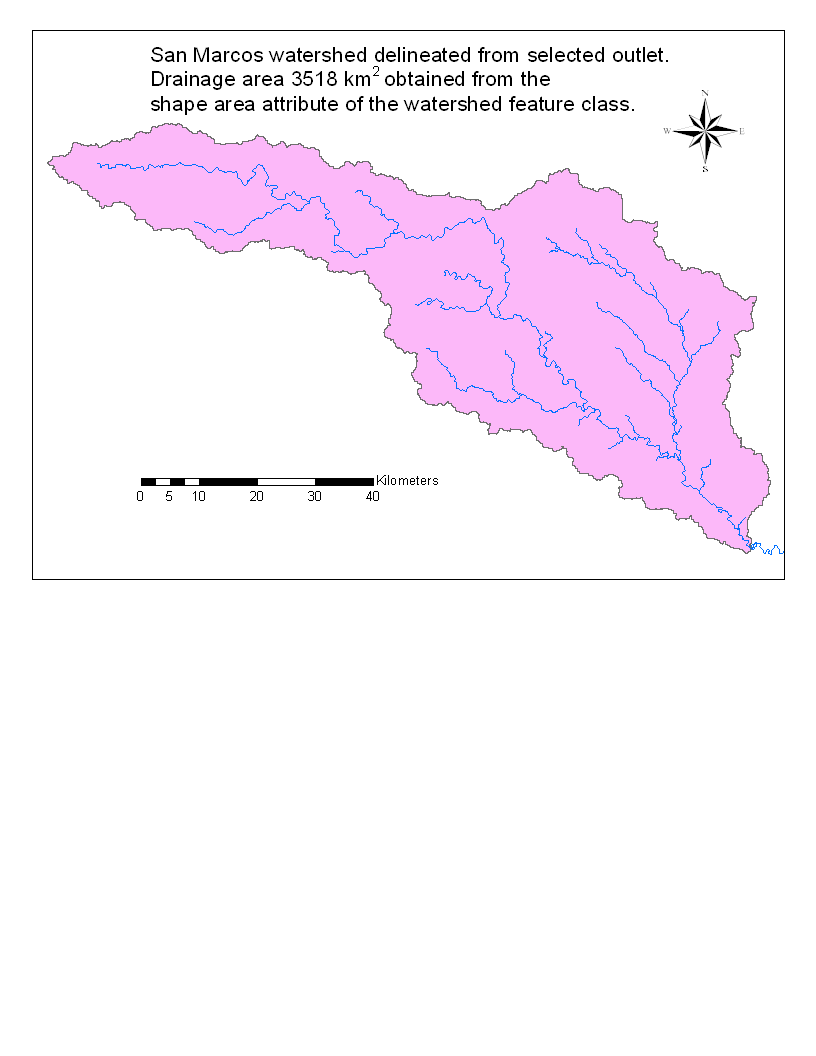 San Marcos watershed delineated from selected outlet.
Drainage area 3518 km2 obtained from the
shape area attribute of the watershed feature class.
N
W E
S
Kilometers
0 5 10 20 30 40